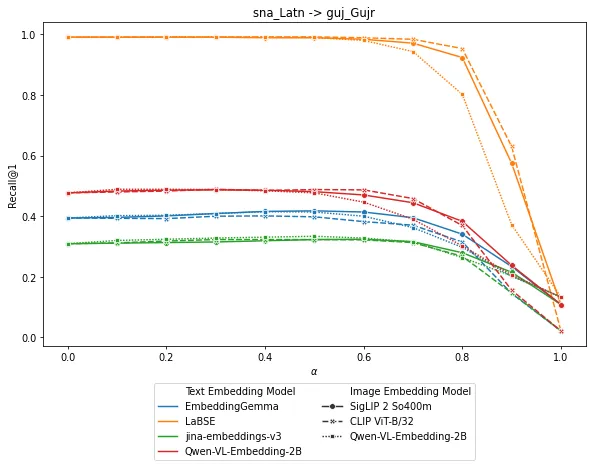 sna_Latn -> guj_Gujr
Recall@1
1.0
0.8
0.6
0.4
0.2
0.0
0.0 0.2 0.4 0.6 0.8 1.0
α
Text Embedding Model
EmbeddingGemma
LaBSE
jina-embeddings-v3
Qwen-VL-Embedding-2B
Image Embedding Model
SigLIP 2 So400m
CLIP ViT-B/32
Qwen-VL-Embedding-2B